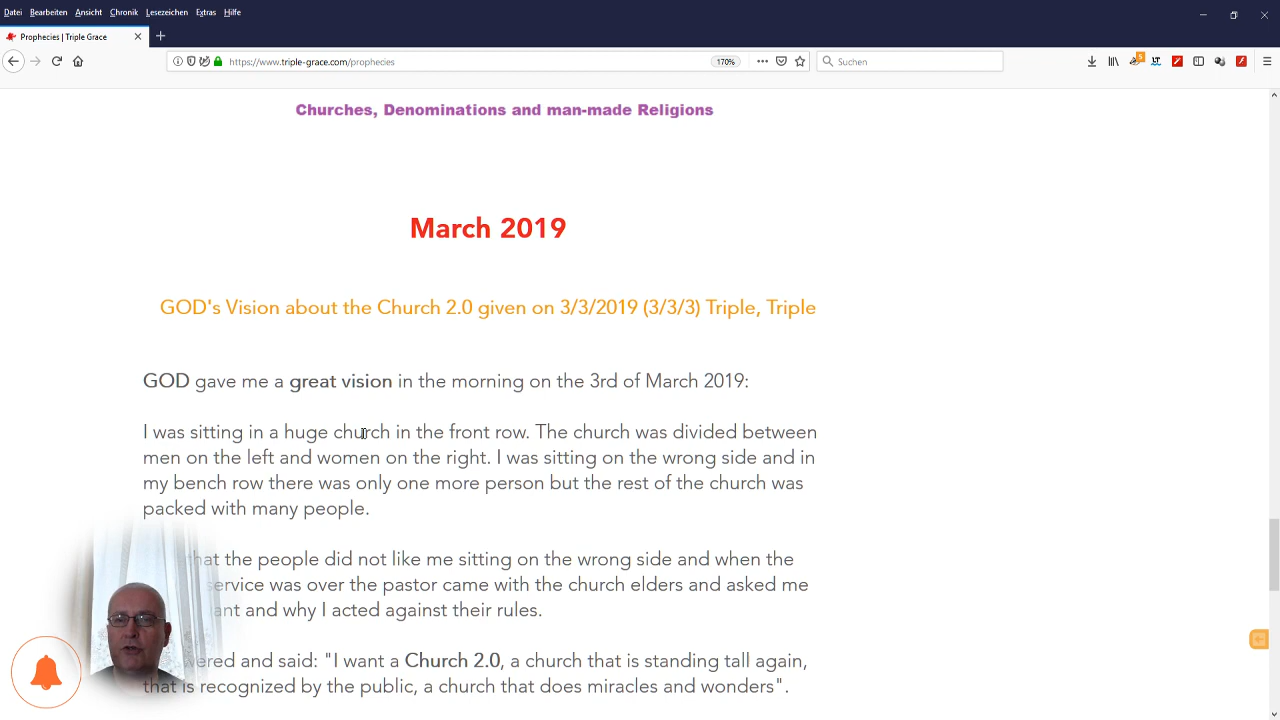 Datei Bearbeiten Ansicht Chronik Lesezeichen Extras Hilfe
Prophecies | Triple Grace
https://www.triple-grace.com/prophecies 170% Suchen
Churches, Denominations and man-made Religions
March 2019
GOD's Vision about the Church 2.0 given on 3/3/2019 (3/3/3) Triple, Triple
GOD gave me a great vision in the morning on the 3rd of March 2019:
I was sitting in a huge church in the front row. The church was divided between
men on the left and women on the right. I was sitting on the wrong side and in
my bench row there was only one more person but the rest of the church was
packed with many people.
that the people did not like me sitting on the wrong side and when the
service was over the pastor came with the church elders and asked me
and why I acted against their rules.
and said: "I want a Church 2.0, a church that is standing tall again,
that is recognized by the public, a church that does miracles and wonders".